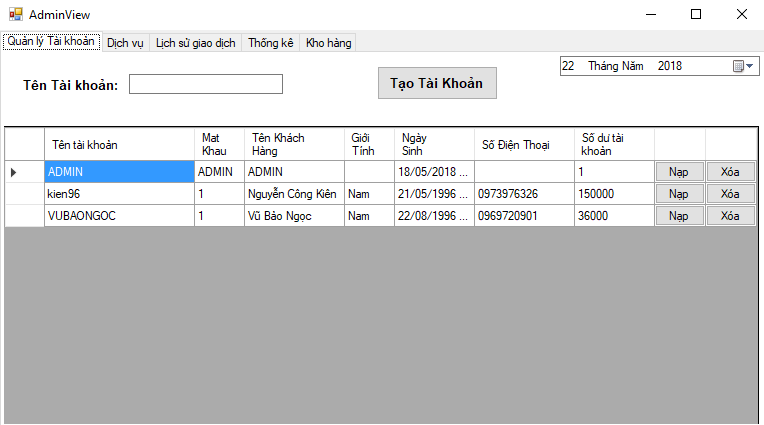 AdminView
Quản lý Tài khoản Dịch vụ Lịch sử giao dịch Thống kê Kho hàng
22 Tháng Năm 2018
Tên Tài khoản: Tạo Tài Khoản
Tên tài khoản Mat Khau Tên Khách Hàng Giới Tính Ngày Sinh Số Điện Thoại Số dư tài khoản
ADMIN ADMIN ADMIN 18/05/2018 ... 1 Nạp Xóa
kien96 1 Nguyễn Công Kiên Nam 21/05/1996 ... 0973976326 150000 Nạp Xóa
VUBAONGOC 1 Vũ Bảo Ngọc Nam 22/08/1996 ... 0969720901 36000 Nạp Xóa